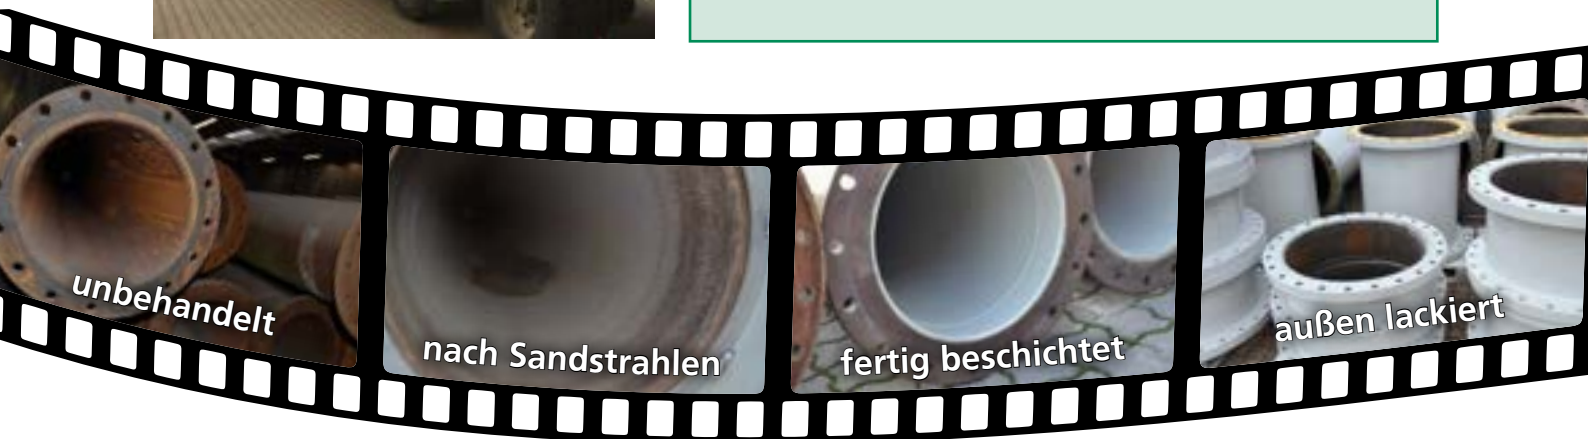 unbehandelt
nach Sandstrahlen
fertig beschichtet
außen lackiert